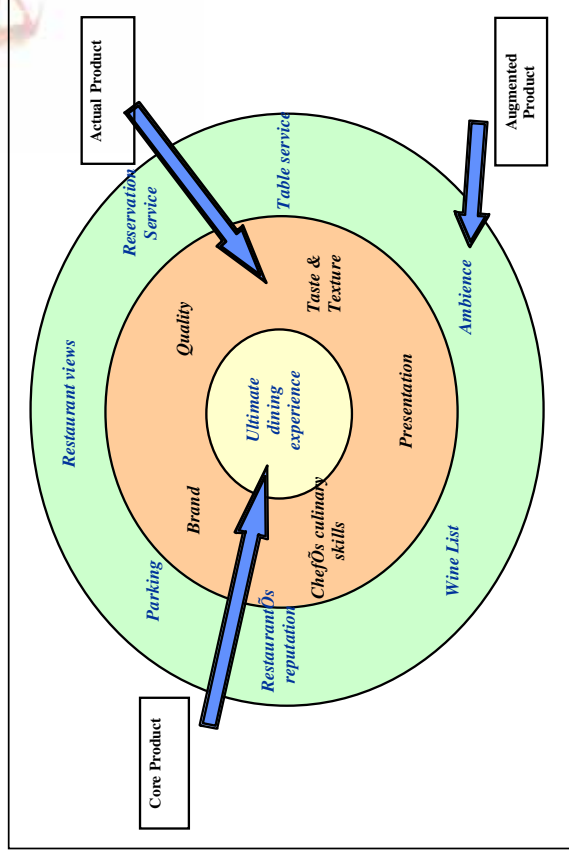 Core Product
Actual Product
Augmented
Product
Parking
Restaurant views
Reservation
Service
Brand
Quality
Table service
RestaurantÕs
reputation
Ultimate
dining
experience
ChefÕs culinary
skills
Taste &
Texture
Presentation
Wine List
Ambience